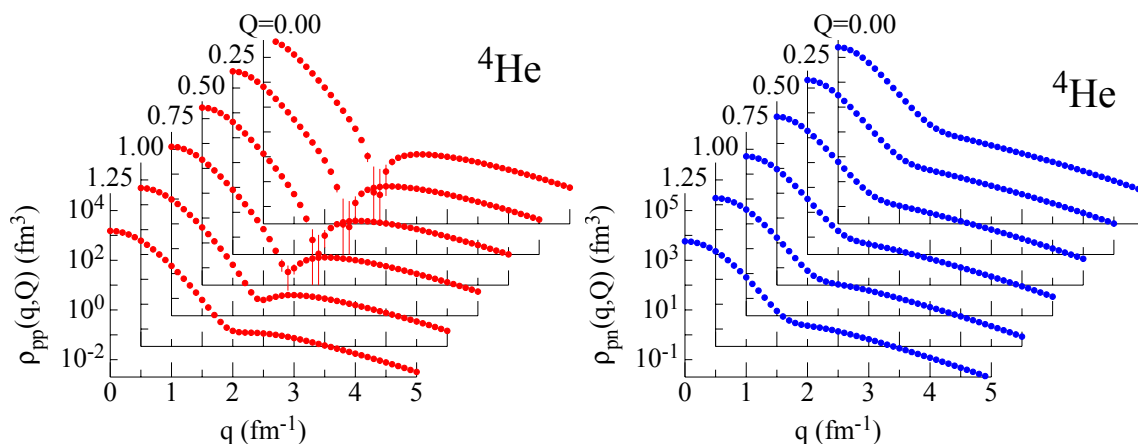 Q=0.00
0.25
0.50
0.75
1.00
1.25
⁴He
10⁴
10²
10⁰
10⁻²
ρpp(q,Q) (fm³)
0 1 2 3 4 5
q (fm⁻¹)
Q=0.00
0.25
0.50
0.75
1.00
1.25
⁴He
10⁵
10³
10¹
10⁻¹
ρpn(q,Q) (fm³)
0 1 2 3 4 5
q (fm⁻¹)